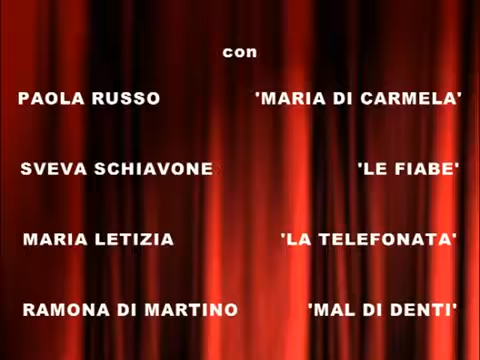 con
PAOLA RUSSO 'MARIA DI CARMELA'
SVEVA SCHIAVONE 'LE FIABE'
MARIA LETIZIA 'LA TELEFONATA'
RAMONA DI MARTINO 'MAL DI DENTI'